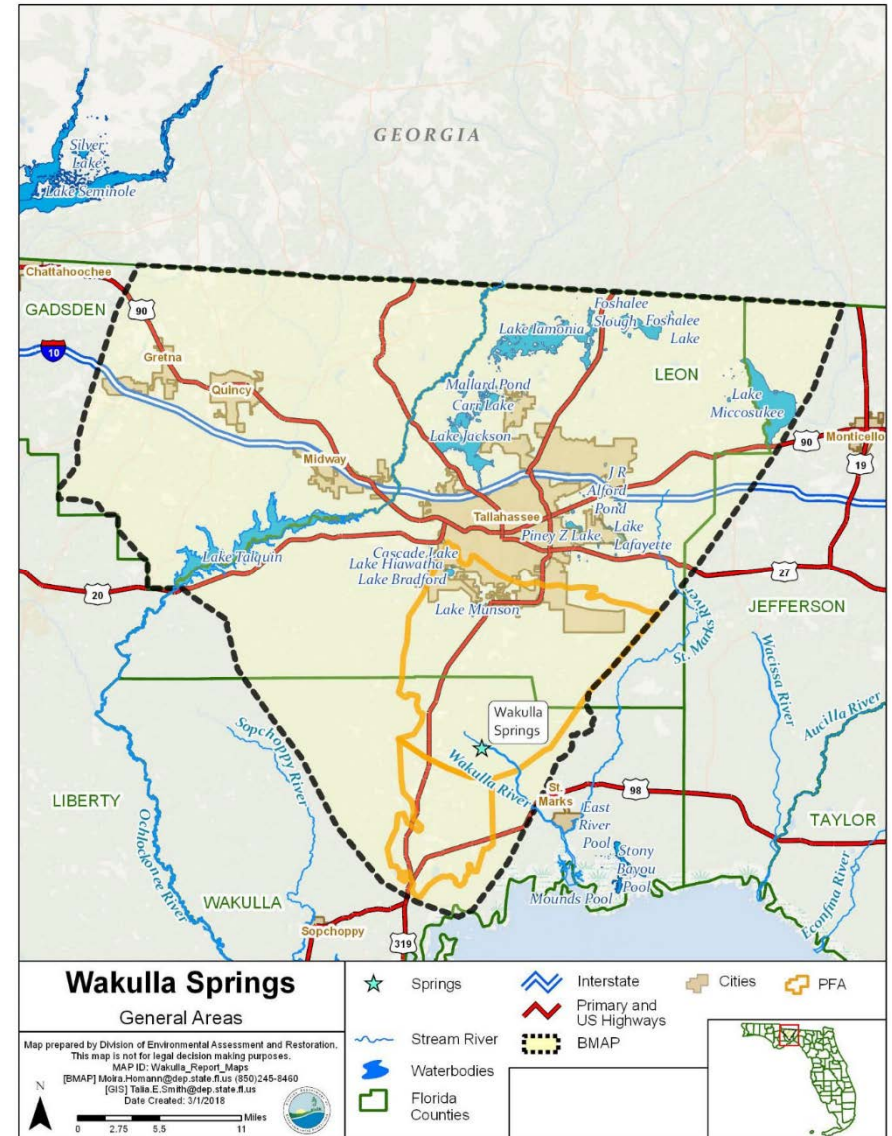 GEORGIA
Silver
Lake
Lake Seminole
Chattahoochee
GADSDEN
90
10
Gretna
Quincy
Midway
Lake Iamonia
Foshalee
Slough
Foshalee
Lake
LEON
Mallard Pond
Carr Lake
Lake Jackson
Lake
Miccosukee
90
Monticello
19
J R
Alford
Pond
Tallahassee
Piney Z Lake
Lake
Lafayette
Lake Talquin
Cascade Lake
Lake Hiawatha
Lake Bradford
Lake Munson
20
27
JEFFERSON
St. Marks River
Wacissa River
Aucilla River
Wakulla
Springs
Sopchoppy River
Wakulla River
LIBERTY
Ochlockonee River
St.
Marks
98
East
River
Pool
Stony
Bayou
Pool
Mounds Pool
TAYLOR
Econfina River
WAKULLA
Sopchoppy
319
Wakulla Springs
General Areas
Map prepared by Division of Environmental Assessment and Restoration.
This map is not for legal decision making purposes.
MAP ID: Wakulla_Report_Maps
[BMAP] Moira.Homann@dep.state.fl.us (850)245-8460
[GIS] Talia.E.Smith@dep.state.fl.us
Date Created: 3/1/2018
N
Miles
0 2.75 5.5 11
Springs
Stream River
Waterbodies
Florida
Counties
Interstate
Primary and
US Highways
BMAP
Cities
PFA